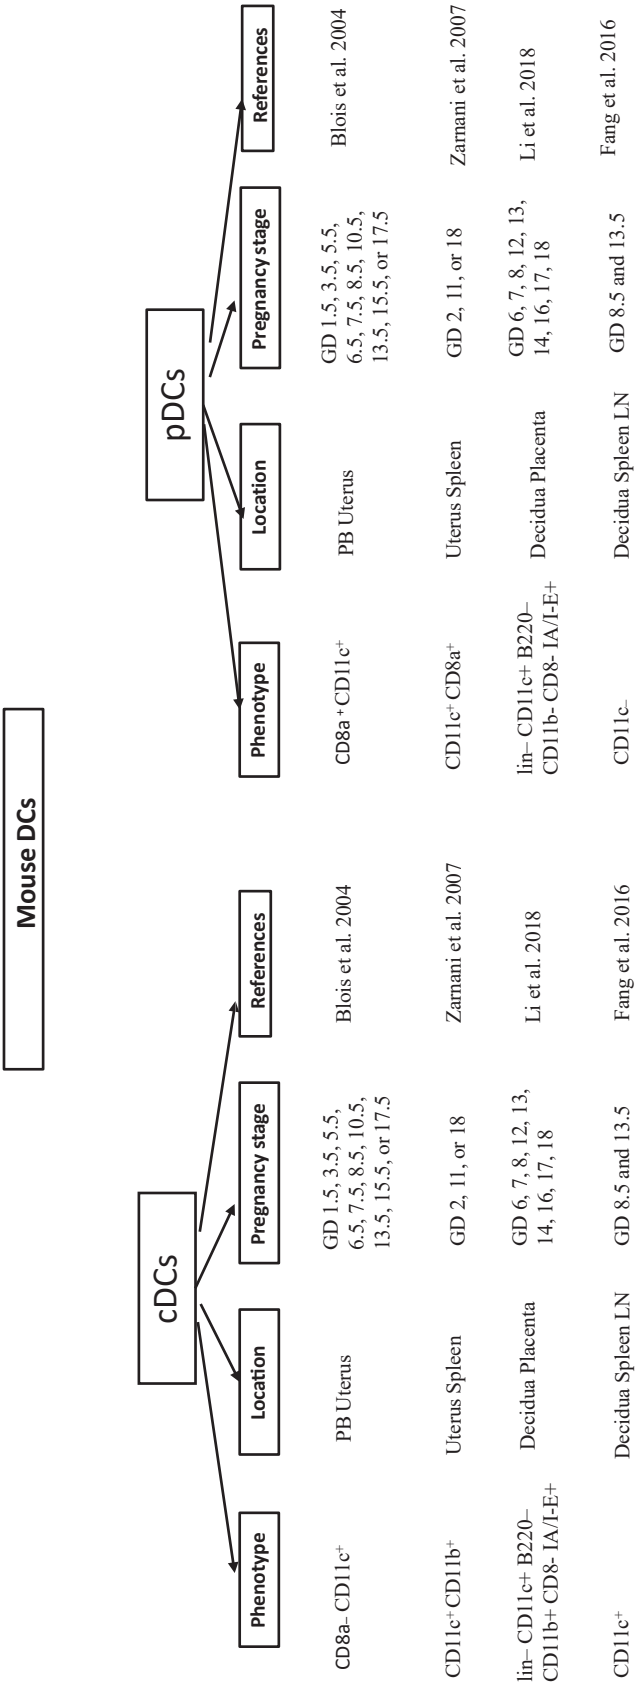 Mouse DCs
cDCs
pDCs
Phenotype
Location
Pregnancy stage
References
Phenotype
Location
Pregnancy stage
References
CD8a– CD11c+
PB Uterus
GD 1.5, 3.5, 5.5,
6.5, 7.5, 8.5, 10.5,
13.5, 15.5, or 17.5
Blois et al. 2004
CD8a + CD11c+
PB Uterus
GD 1.5, 3.5, 5.5,
6.5, 7.5, 8.5, 10.5,
13.5, 15.5, or 17.5
Blois et al. 2004
CD11c+ CD11b+
Uterus Spleen
GD 2, 11, or 18
Zarnani et al. 2007
CD11c+ CD8a+
Uterus Spleen
GD 2, 11, or 18
Zarnani et al. 2007
lin– CD11c+ B220–
CD11b+ CD8- IA/I-E+
Decidua Placenta
GD 6, 7, 8, 12, 13,
14, 16, 17, 18
Li et al. 2018
lin– CD11c+ B220–
CD11b- CD8- IA/I-E+
Decidua Placenta
GD 6, 7, 8, 12, 13,
14, 16, 17, 18
Li et al. 2018
CD11c+
Decidua Spleen LN
GD 8.5 and 13.5
Fang et al. 2016
CD11c–
Decidua Spleen LN
GD 8.5 and 13.5
Fang et al. 2016